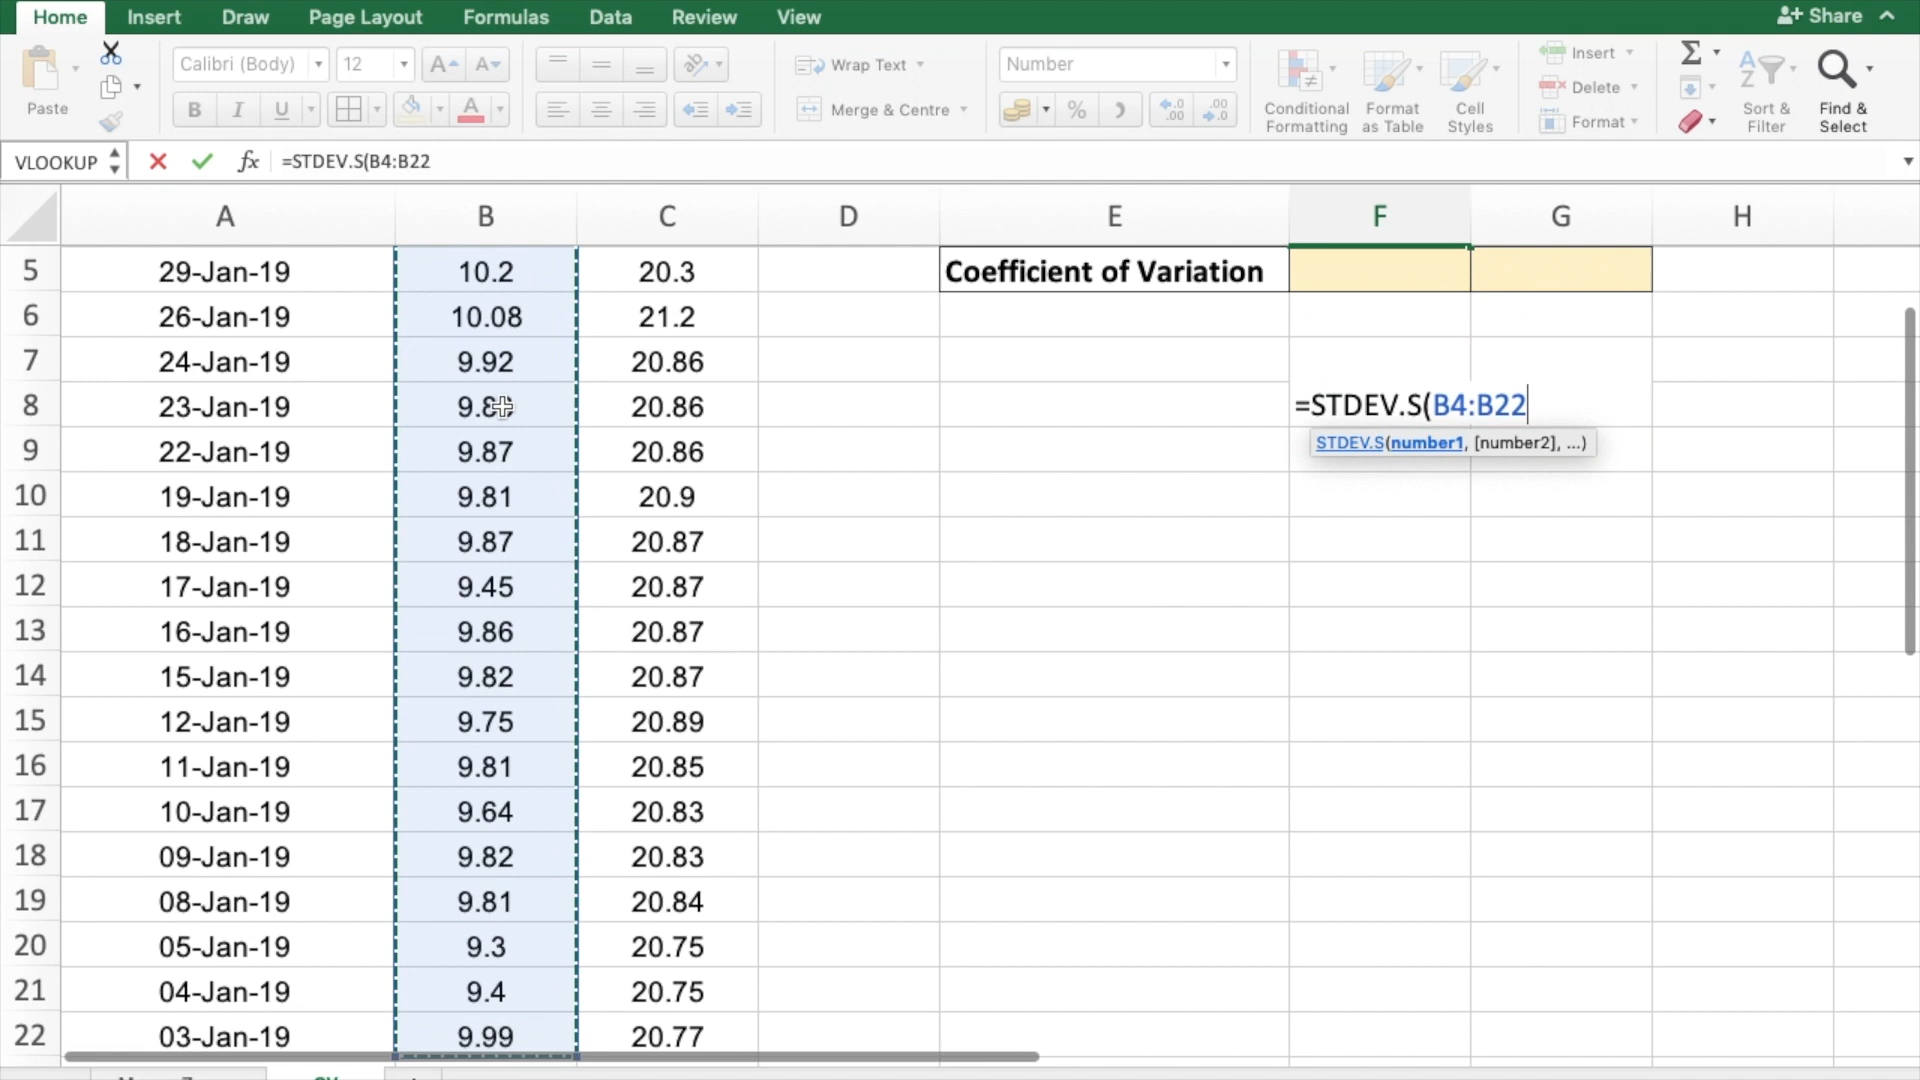 Home Insert Draw Page Layout Formulas Data Review View Share
Paste Calibri (Body) 12 A A Wrap Text Number Insert
B I U A Merge & Centre % Conditional Formatting Format as Table Cell Styles Delete Format Sort & Filter Find & Select
VLOOKUP fx =STDEV.S(B4:B22
A B C D E F G H
5 29-Jan-19 10.2 20.3 Coefficient of Variation
6 26-Jan-19 10.08 21.2
7 24-Jan-19 9.92 20.86
8 23-Jan-19 20.86 =STDEV.S(B4:B22
9 22-Jan-19 9.87 20.86 STDEV.S(number1, [number2], ...)
10 19-Jan-19 9.81 20.9
11 18-Jan-19 9.87 20.87
12 17-Jan-19 9.45 20.87
13 16-Jan-19 9.86 20.87
14 15-Jan-19 9.82 20.87
15 12-Jan-19 9.75 20.89
16 11-Jan-19 9.81 20.85
17 10-Jan-19 9.64 20.83
18 09-Jan-19 9.82 20.83
19 08-Jan-19 9.81 20.84
20 05-Jan-19 9.3 20.75
21 04-Jan-19 9.4 20.75
22 03-Jan-19 9.99 20.77